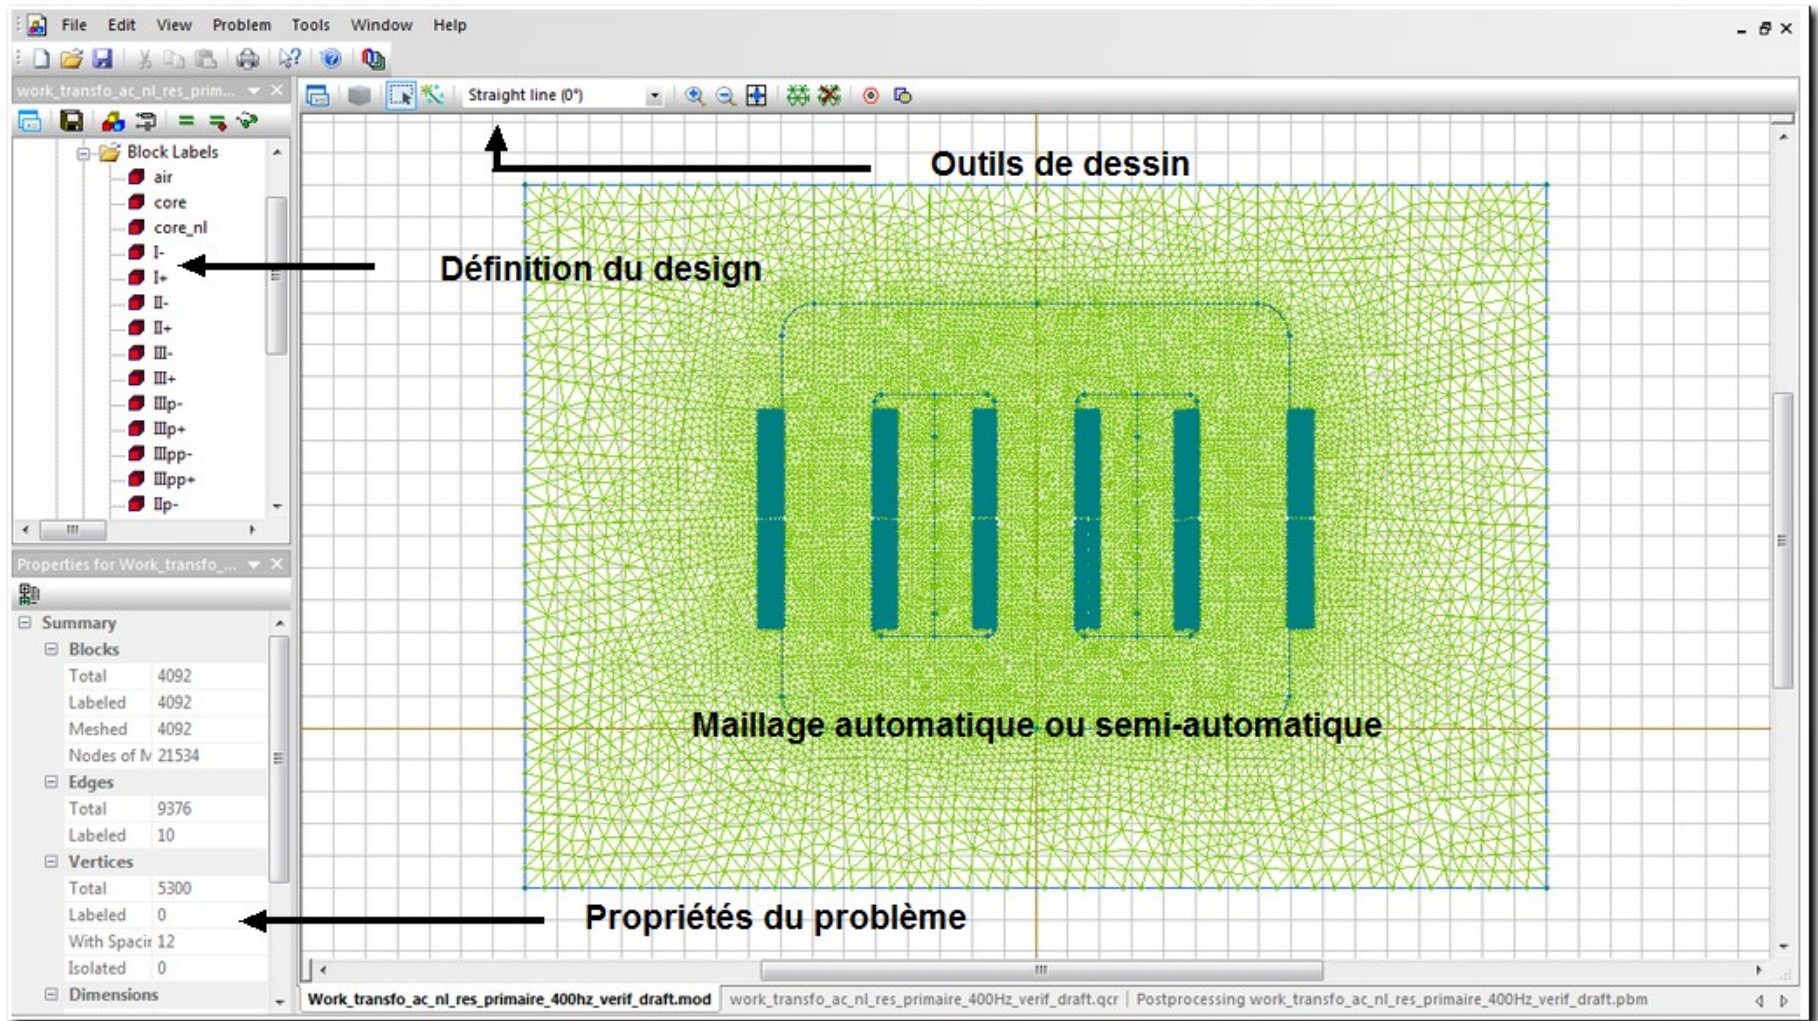 File Edit View Problem Tools Window Help
work_transfo_ac_nl_res_prim...
Straight line (0°)
Block Labels
air
core
core_nl
I-
I+
II-
II+
III-
III+
IIIp-
IIIp+
IIIpp-
IIIpp+
IIp-
Outils de dessin
Définition du design
Maillage automatique ou semi-automatique
Propriétés du problème
Properties for Work_transfo_...
Summary
Blocks
Total 4092
Labeled 4092
Meshed 4092
Nodes of M 21534
Edges
Total 9376
Labeled 10
Vertices
Total 5300
Labeled 0
With Spacir 12
Isolated 0
Dimensions
Work_transfo_ac_nl_res_primaire_400hz_verif_draft.mod work_transfo_ac_nl_res_primaire_400Hz_verif_draft.qcr Postprocessing work_transfo_ac_nl_res_primaire_400Hz_verif_draft.pbm